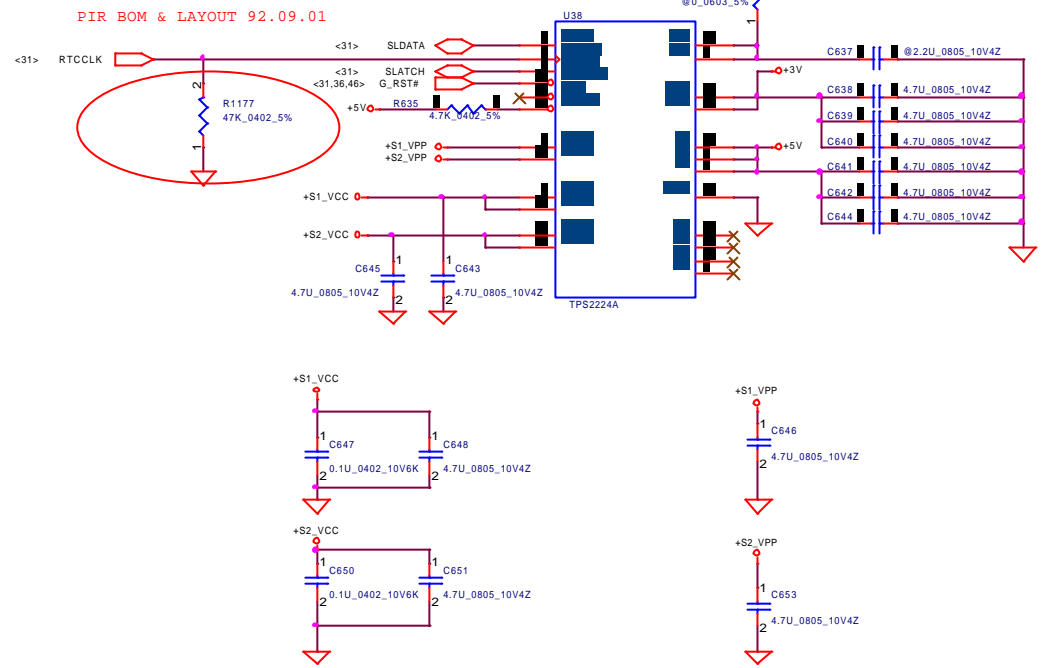 @0_0603_5%
PIR BOM & LAYOUT 92.09.01
1
U38
<31> RTCCLK
<31> SLDATA
<31> SLATCH
<31,36,46> G_RST#
+5V R635
4.7K_0402_5%
2
R1177
47K_0402_5%
1
+S1_VPP
+S2_VPP
+S1_VCC
+S2_VCC
C637 @2.2U_0805_10V4Z
+3V
C638 4.7U_0805_10V4Z
C639 4.7U_0805_10V4Z
C640 4.7U_0805_10V4Z
+5V
C641 4.7U_0805_10V4Z
C642 4.7U_0805_10V4Z
C644 4.7U_0805_10V4Z
1
C645
4.7U_0805_10V4Z
2
1
C643
4.7U_0805_10V4Z
2
TPS2224A
+S1_VCC
1
C647
0.1U_0402_10V6K
2
1
C648
4.7U_0805_10V4Z
2
+S1_VPP
1
C646
4.7U_0805_10V4Z
2
+S2_VCC
1
C650
0.1U_0402_10V6K
2
1
C651
4.7U_0805_10V4Z
2
+S2_VPP
1
C653
4.7U_0805_10V4Z
2